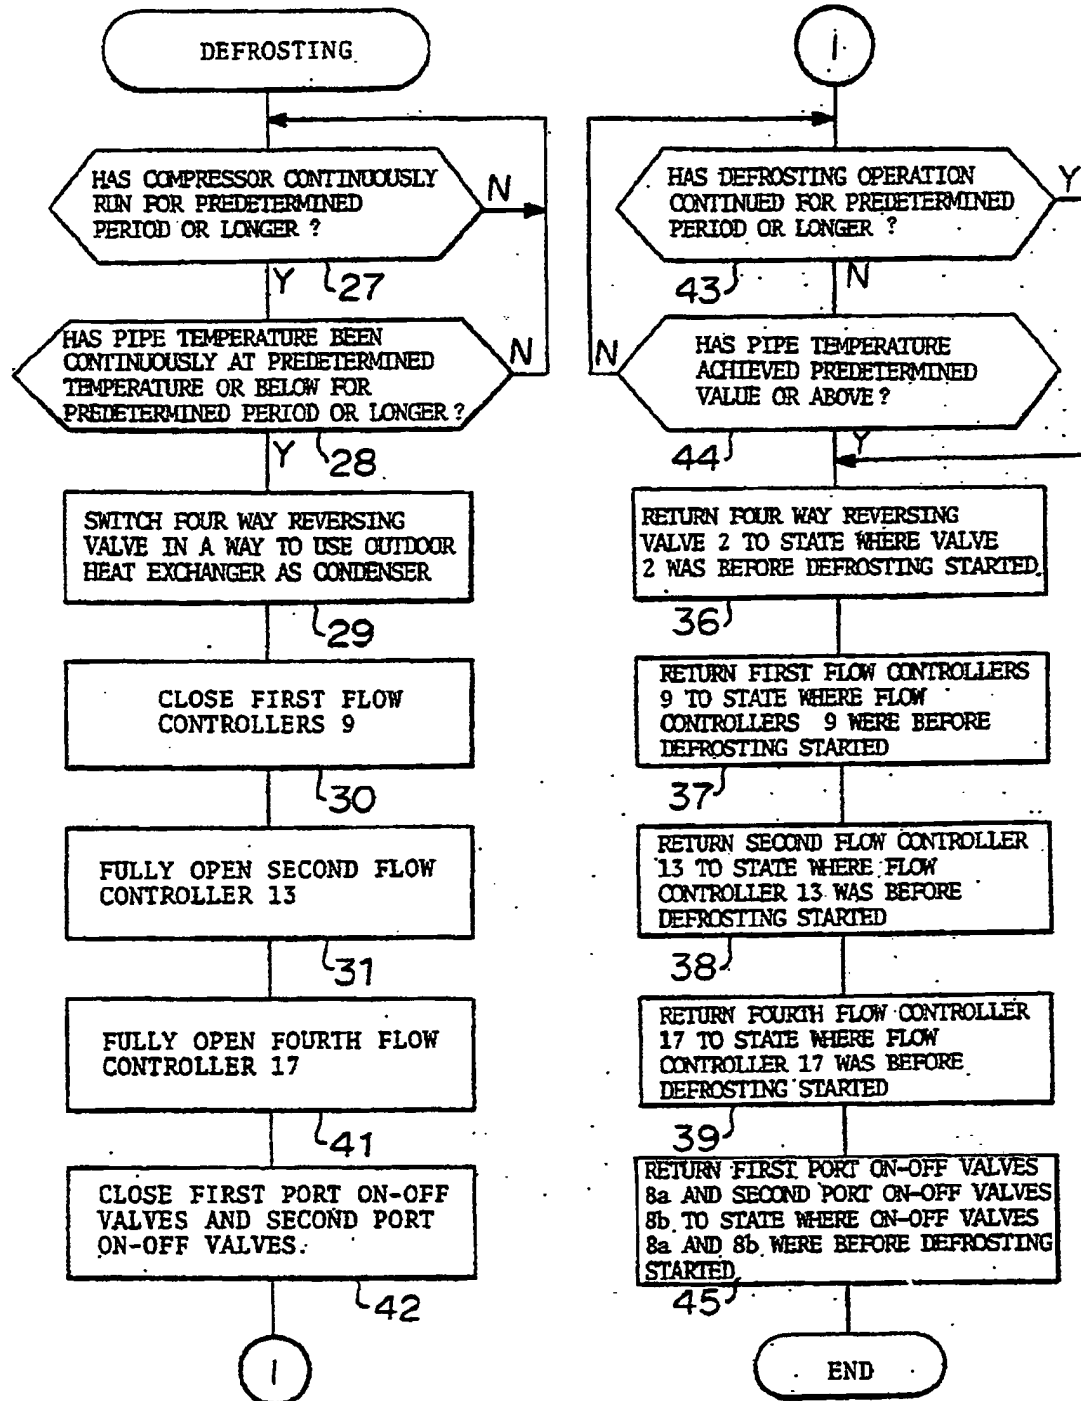 DEFROSTING
HAS COMPRESSOR CONTINUOUSLY
RUN FOR PREDETERMINED
PERIOD OR LONGER ?
N
Y
27
HAS PIPE TEMPERATURE BEEN
CONTINUOUSLY AT PREDETERMINED
TEMPERATURE OR BELOW FOR
PREDETERMINED PERIOD OR LONGER ?
N
Y
28
SWITCH FOUR WAY REVERSING
VALVE IN A WAY TO USE OUTDOOR
HEAT EXCHANGER AS CONDENSER
29
CLOSE FIRST FLOW
CONTROLLERS 9
30
FULLY OPEN SECOND FLOW
CONTROLLER 13
31
FULLY OPEN FOURTH FLOW
CONTROLLER 17
41
CLOSE FIRST PORT ON-OFF
VALVES AND SECOND PORT
ON-OFF VALVES.
42
1
1
HAS DEFROSTING OPERATION
CONTINUED FOR PREDETERMINED
PERIOD OR LONGER ?
Y
43
N
HAS PIPE TEMPERATURE
ACHIEVED PREDETERMINED
VALUE OR ABOVE ?
N
44
Y
RETURN FOUR WAY REVERSING
VALVE 2 TO STATE WHERE VALVE
2 WAS BEFORE DEFROSTING STARTED.
36
RETURN FIRST FLOW CONTROLLERS
9 TO STATE WHERE FLOW
CONTROLLERS 9 WERE BEFORE
DEFROSTING STARTED
37
RETURN SECOND FLOW CONTROLLER
13 TO STATE WHERE FLOW
CONTROLLER 13 WAS BEFORE
DEFROSTING STARTED
38
RETURN FOURTH FLOW CONTROLLER
17 TO STATE WHERE FLOW
CONTROLLER 17 WAS BEFORE
DEFROSTING STARTED
39
RETURN FIRST PORT ON-OFF VALVES
8a AND SECOND PORT ON-OFF VALVES
8b TO STATE WHERE ON-OFF VALVES
8a AND 8b WERE BEFORE DEFROSTING
STARTED
45
END